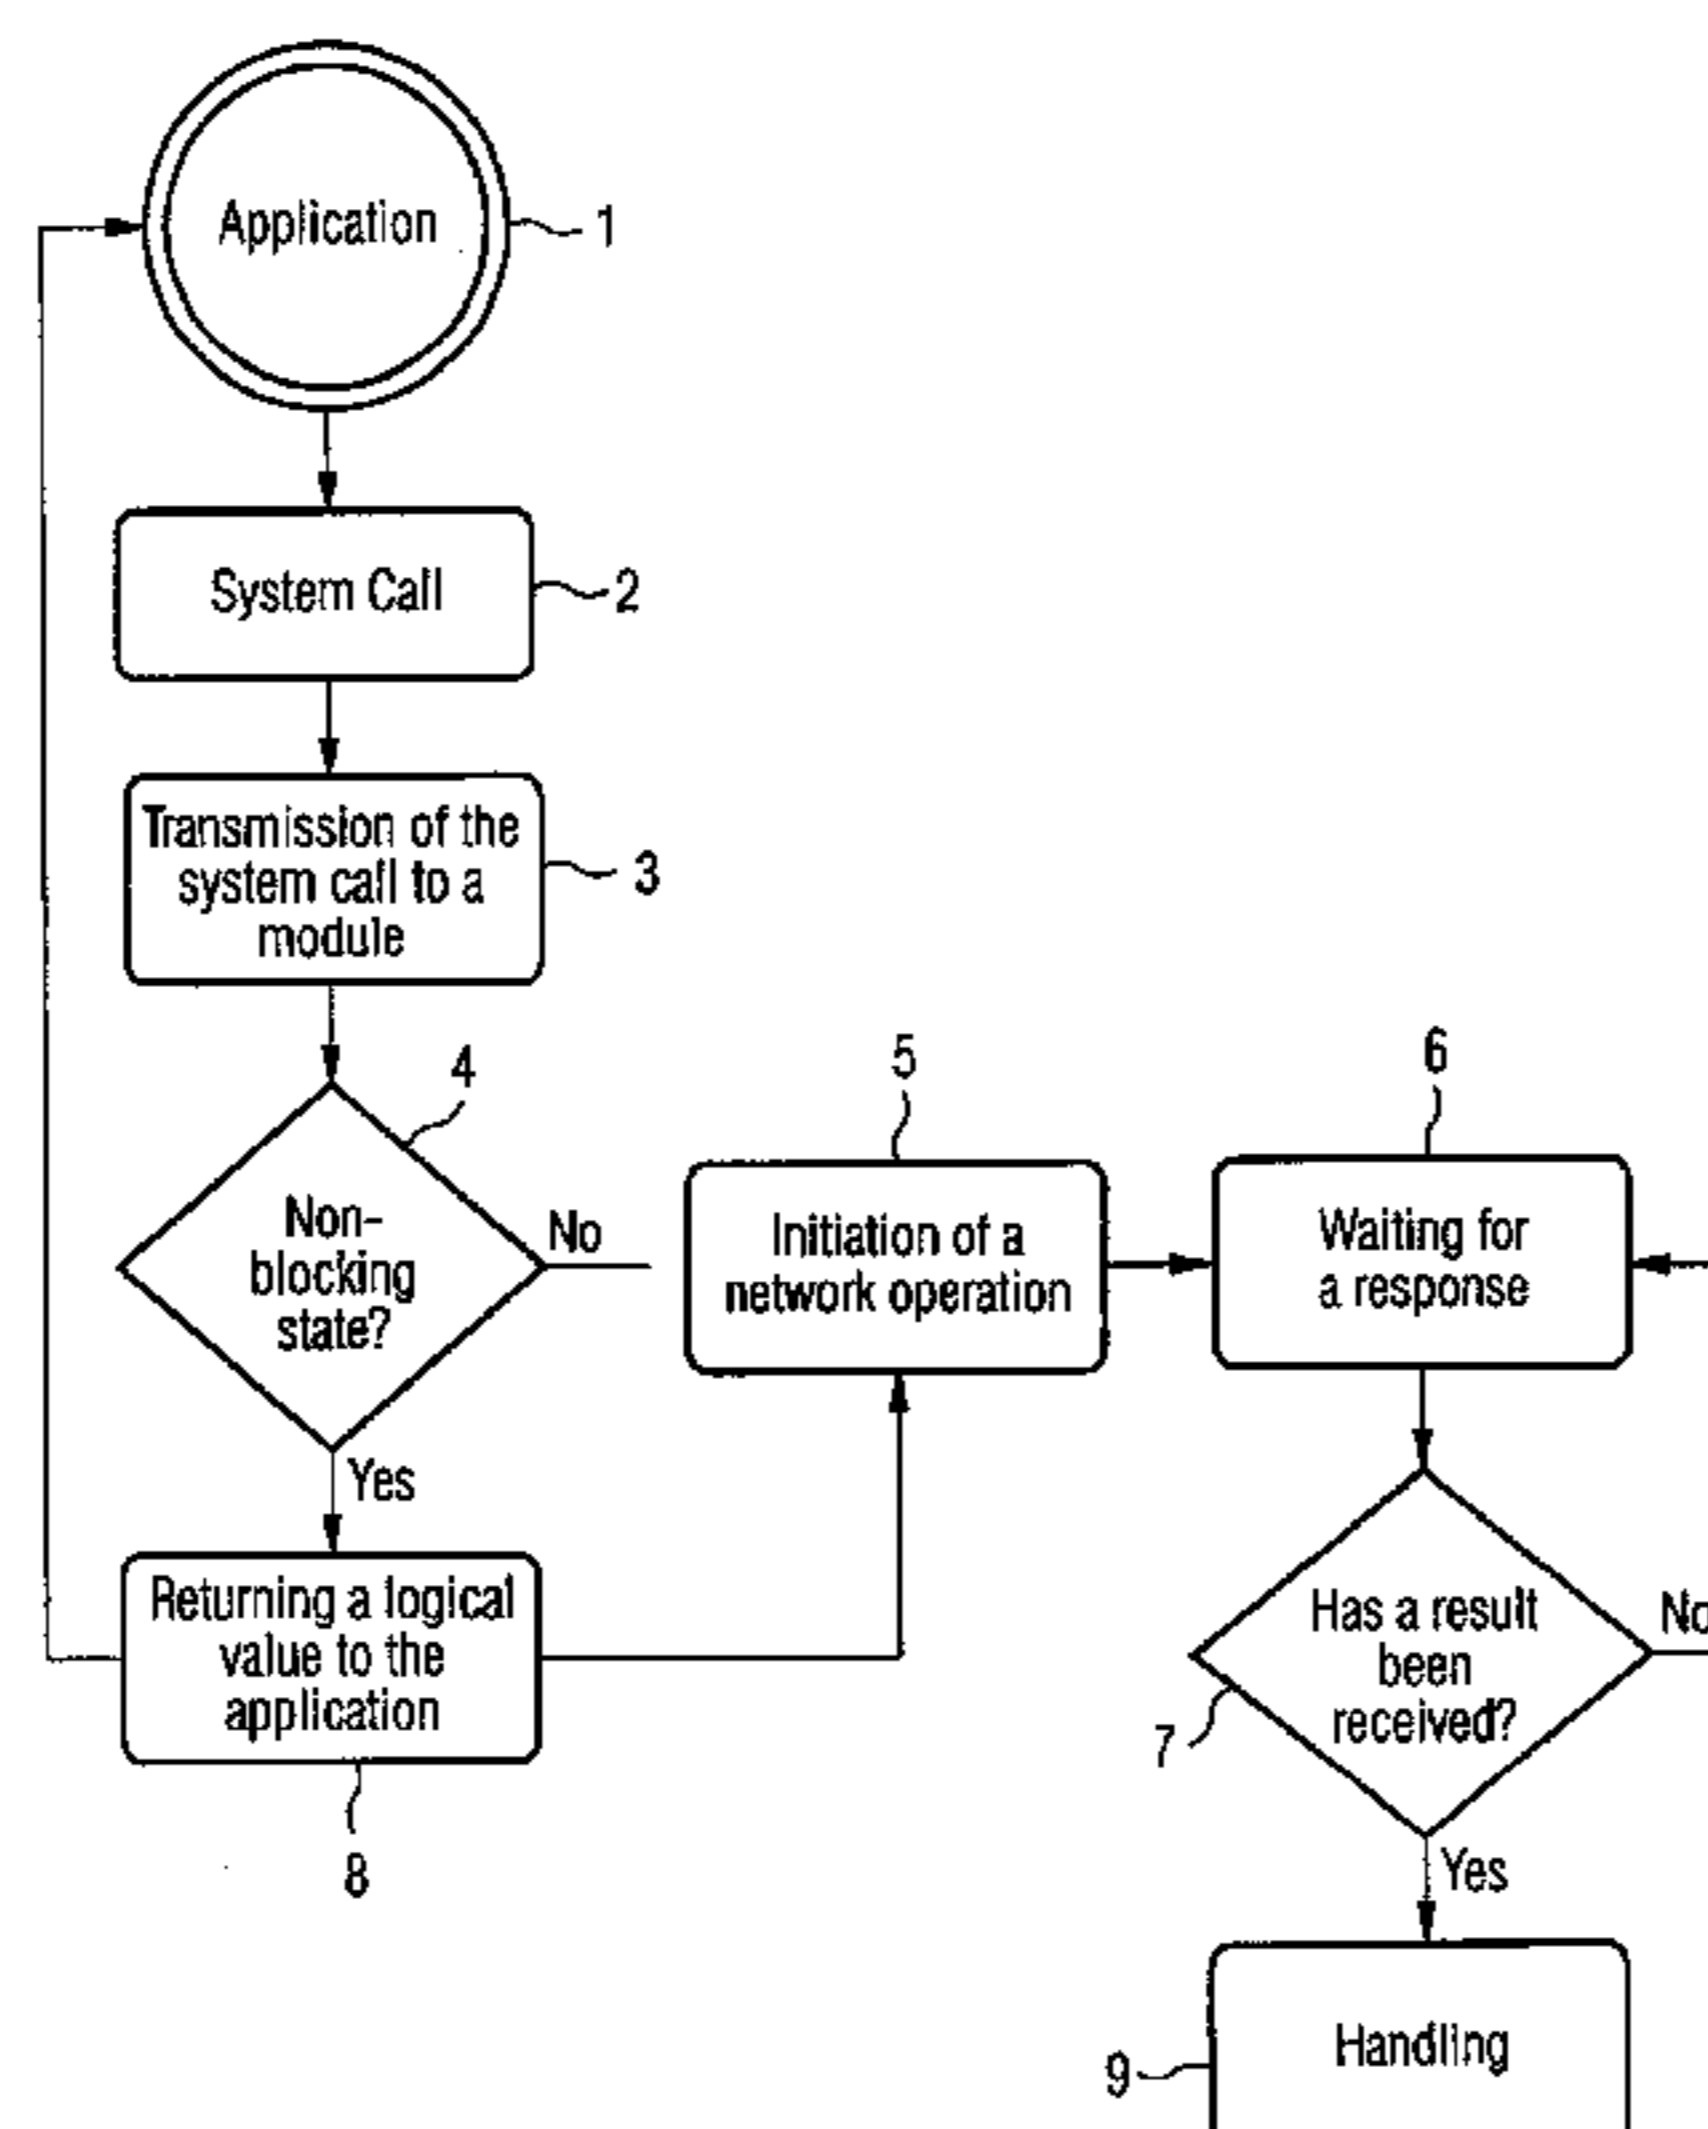 Application
1
System Call
2
Transmission of the
system call to a
module
3
4
Non-
blocking
state?
No
Yes
5
Initiation of a
network operation
6
Waiting for
a response
Returning a logical
value to the
application
8
Has a result
been
received?
No
7
Yes
Handling
9